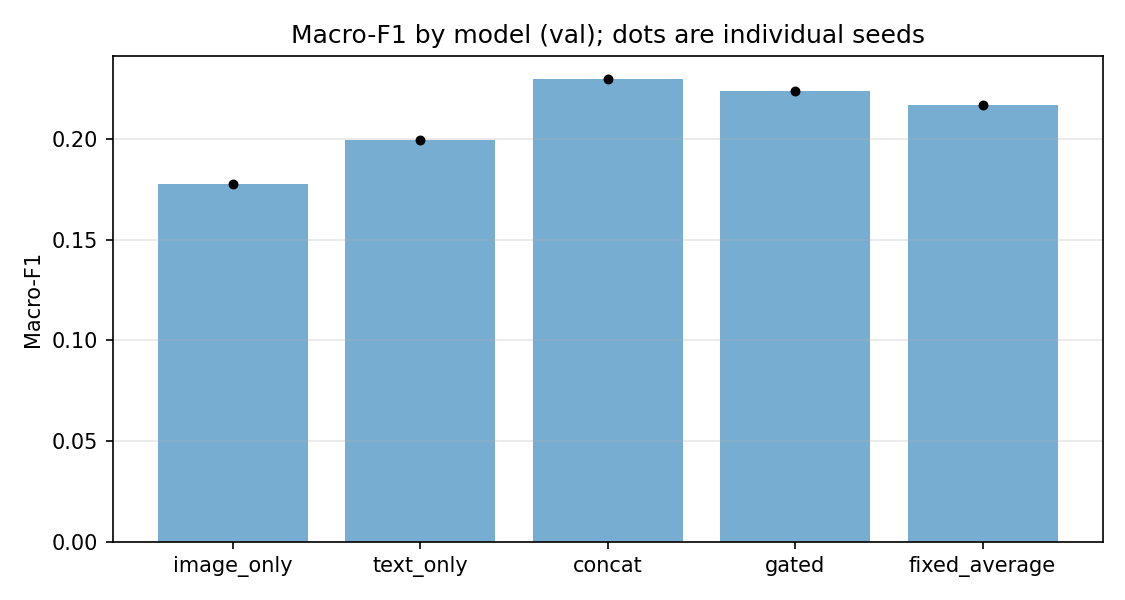 Macro-F1 by model (val); dots are individual seeds
Macro-F1
0.20
0.15
0.10
0.05
0.00
image_only text_only concat gated fixed_average